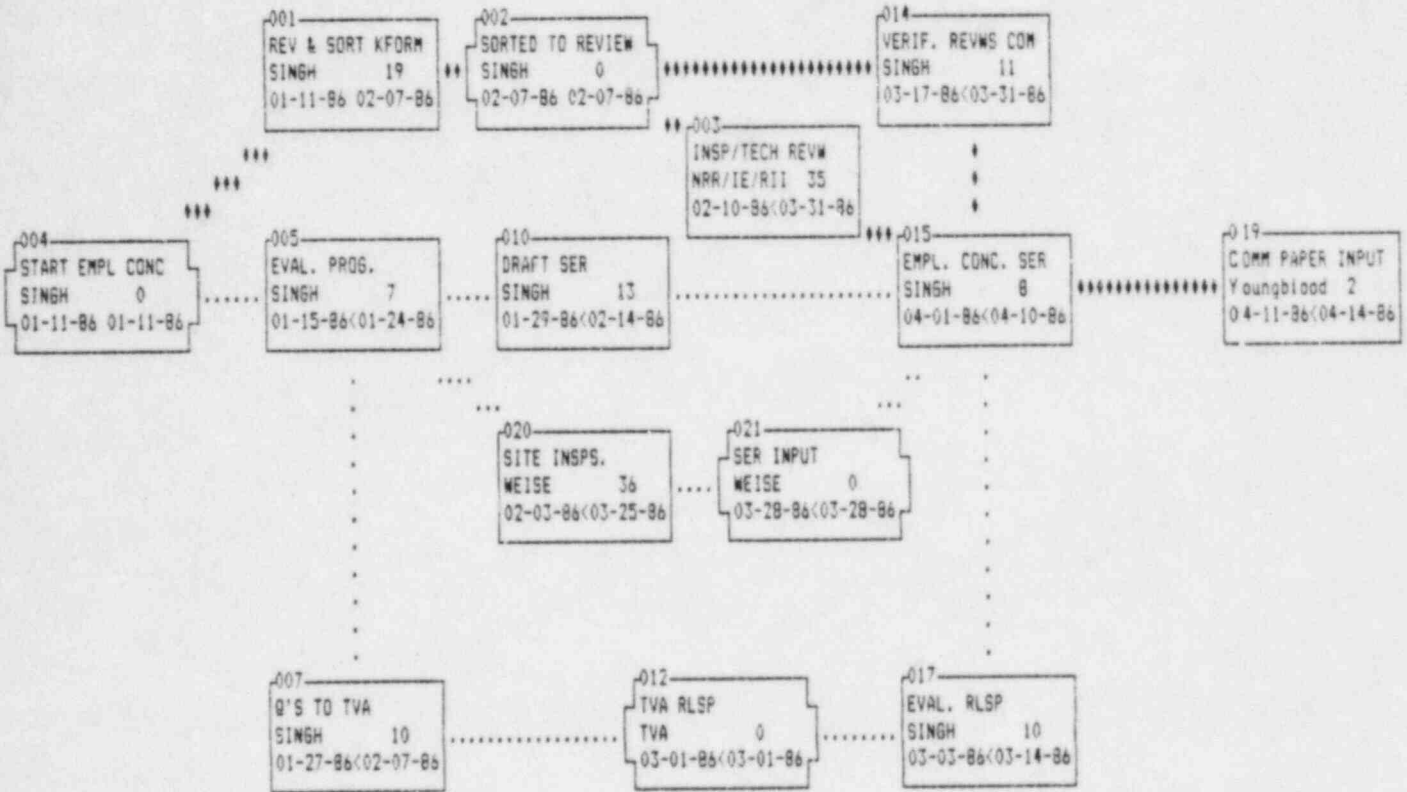 001
REV & SORT KFORM
SINGH 19
01-11-86 02-07-86
002
SORTED TO REVIEW
SINGH 0
02-07-86 02-07-86
014
VERIF. REVWS COM
SINGH 11
03-17-86<03-31-86
003
INSP/TECH REVW
NRR/IE/RII 35
02-10-86<03-31-86
004
START EMPL CONC
SINGH 0
01-11-86 01-11-86
005
EVAL. PROG.
SINGH 7
01-15-86<01-24-86
010
DRAFT SER
SINGH 13
01-29-86<02-14-86
015
EMPL. CONC. SER
SINGH 8
04-01-86<04-10-86
019
COMM PAPER INPUT
Youngblood 2
04-11-86<04-14-86
020
SITE INSPS.
WEISE 36
02-03-86<03-25-86
021
SER INPUT
WEISE 0
03-28-86<03-28-86
007
Q'S TO TVA
SINGH 10
01-27-86<02-07-86
012
TVA RLSP
TVA 0
03-01-86<03-01-86
017
EVAL. RLSP
SINGH 10
03-03-86<03-14-86